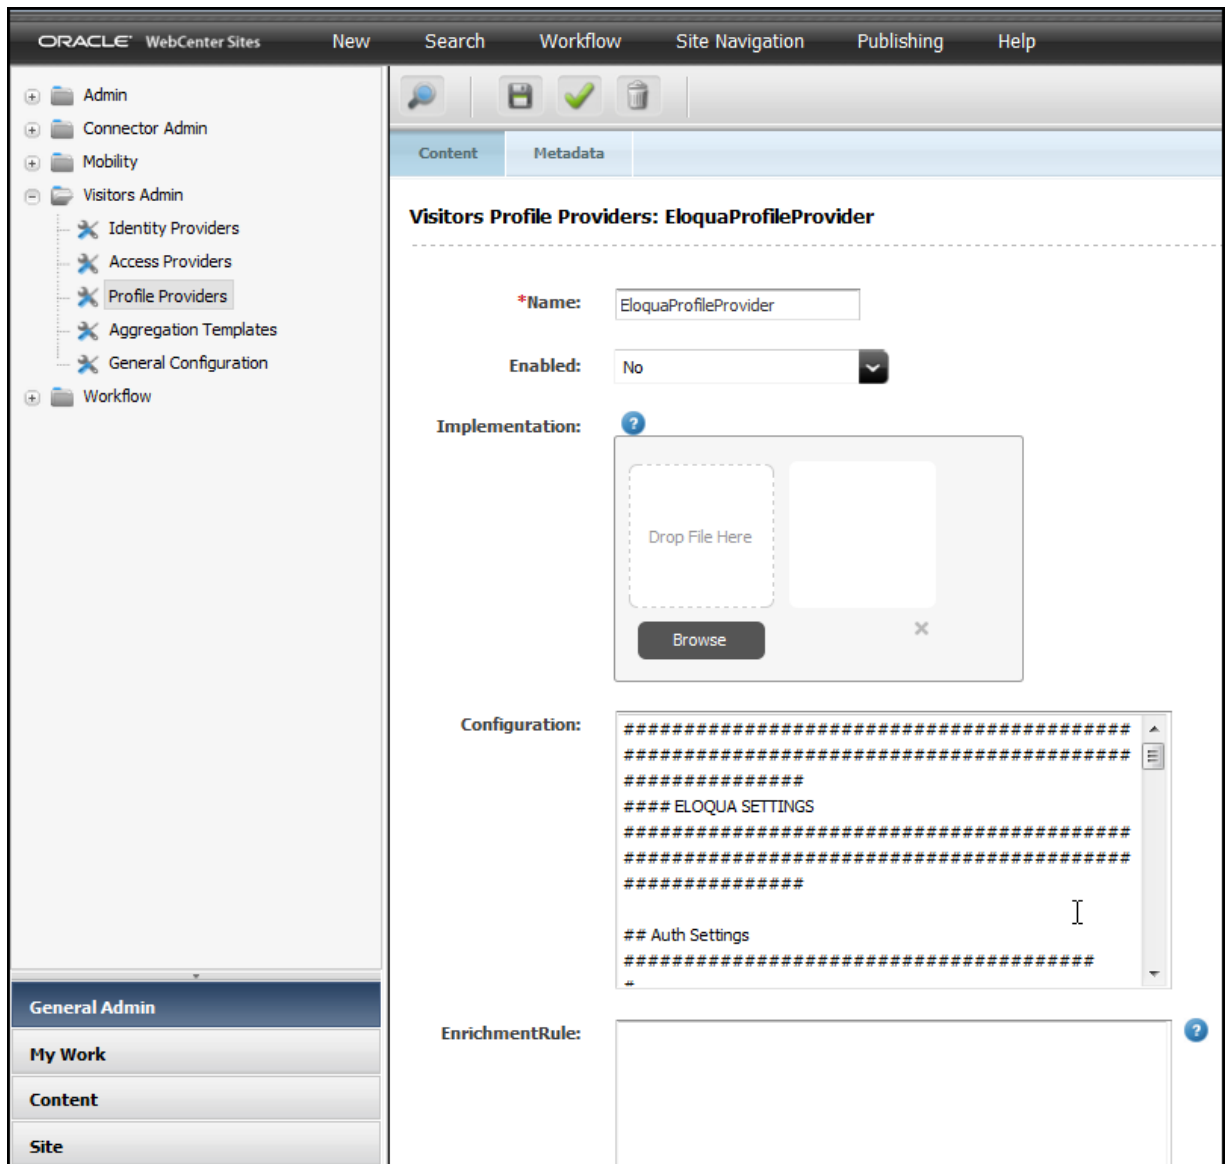 ORACLE WebCenter Sites New Search Workflow Site Navigation Publishing Help
Admin
Connector Admin
Mobility
Visitors Admin
Identity Providers
Access Providers
Profile Providers
Aggregation Templates
General Configuration
Workflow
General Admin
My Work
Content
Site
Content Metadata
Visitors Profile Providers: EloquaProfileProvider
*Name: EloquaProfileProvider
Enabled: No
Implementation: ?
Drop File Here
Browse
Configuration:
##########################################
##########################################
###############
#### ELOQUA SETTINGS
##########################################
##########################################
###############
## Auth Settings
#######################################
#
EnrichmentRule: ?